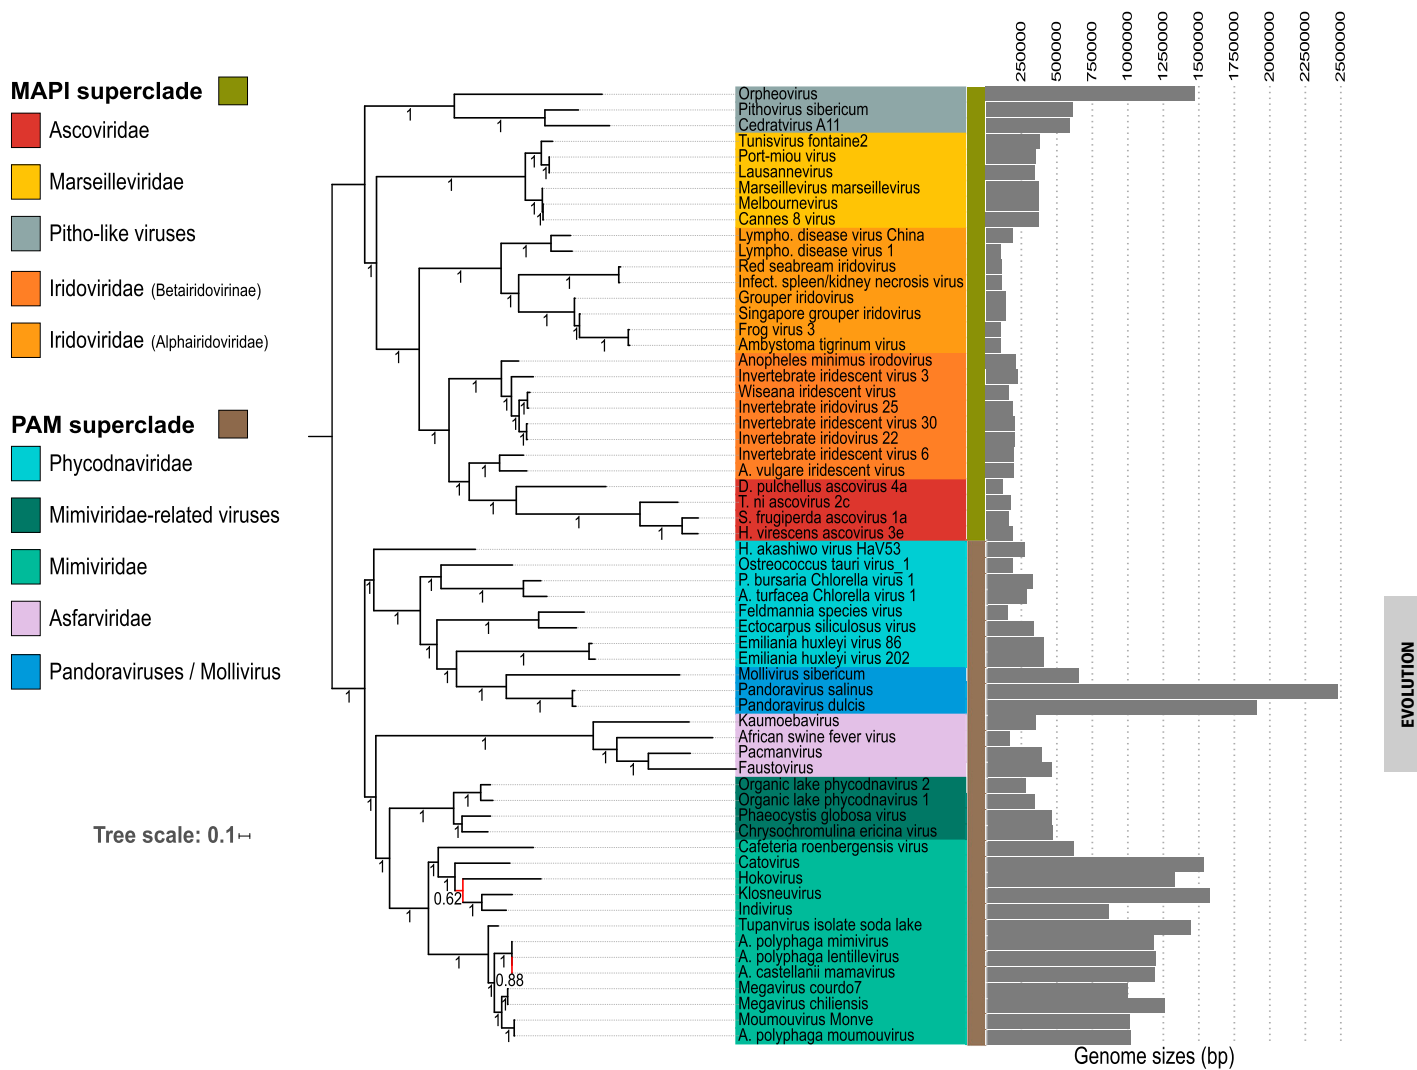 250000
500000
750000
1000000
1250000
1500000
1750000
2000000
2250000
2500000
MAPI superclade
Ascoviridae
Marseilleviridae
Pitho-like viruses
Iridoviridae (Betairidovirinae)
Iridoviridae (Alphairidoviridae)
PAM superclade
Phycodnaviridae
Mimiviridae-related viruses
Mimiviridae
Asfarviridae
Pandoraviruses / Mollivirus
Tree scale: 0.1
Orpheovirus
Pithovirus sibericum
Cedratvirus A11
Tunisvirus fontaine2
Port-miou virus
Lausannevirus
Marseillevirus marseillevirus
Melbournevirus
Cannes 8 virus
Lympho. disease virus China
Lympho. disease virus 1
Red seabream iridovirus
Infect. spleen/kidney necrosis virus
Grouper iridovirus
Singapore grouper iridovirus
Frog virus 3
Ambystoma tigrinum virus
Anopheles minimus irodovirus
Invertebrate iridescent virus 3
Wiseana iridescent virus
Invertebrate iridovirus 25
Invertebrate iridescent virus 30
Invertebrate iridovirus 22
Invertebrate iridescent virus 6
A. vulgare iridescent virus
D. pulchellus ascovirus 4a
T. ni ascovirus 2c
S. frugiperda ascovirus 1a
H. virescens ascovirus 3e
H. akashiwo virus HaV53
Ostreococcus tauri virus_1
P. bursaria Chlorella virus 1
A. turfacea Chlorella virus 1
Feldmannia species virus
Ectocarpus siliculosus virus
Emiliania huxleyi virus 86
Emiliania huxleyi virus 202
Mollivirus sibericum
Pandoravirus salinus
Pandoravirus dulcis
Kaumoebavirus
African swine fever virus
Pacmanvirus
Faustovirus
Organic lake phycodnavirus 2
Organic lake phycodnavirus 1
Phaeocystis globosa virus
Chrysochromulina ericina virus
Cafeteria roenbergensis virus
Catovirus
Hokovirus
0.62
Klosneuvirus
Indivirus
Tupanvirus isolate soda lake
A. polyphaga mimivirus
A. polyphaga lentillevirus
A. castellanii mamavirus
0.88
Megavirus courdo7
Megavirus chiliensis
Moumouvirus Monve
A. polyphaga moumouvirus
Genome sizes (bp)
EVOLUTION